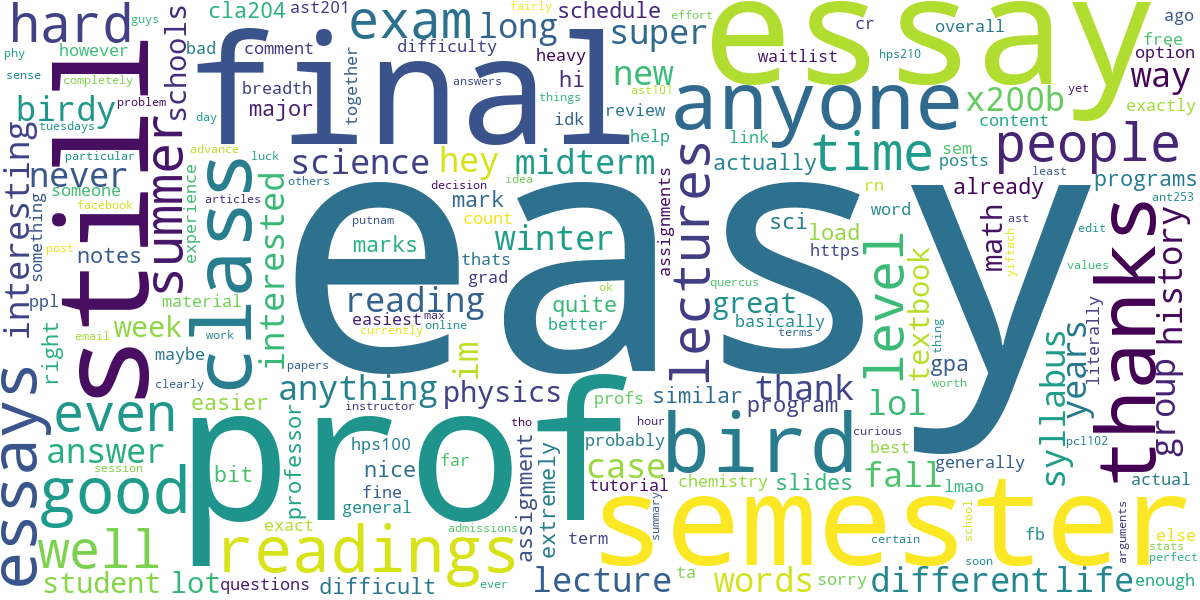 hard
guys
cla204
ast201
exam
long
fairly
schedule
effort
cr
hps210
overall
ago
essay
phy
however
schools
bad
comment
difficulty
super
waitlist
free
option
sense
completely
still
final
together
heavy
hi
new
way
birdy
problem
breadth
major
answers
things
ast101
review
idk
anyone
x200b
yet
exactly
tuesdays
day
help
link
content
people
interesting
particular
summer
advance
luck
science
hey
midterm
actually
time
sem
posts
least
never
someone
experience
class
interested
others
decision
idea
lectures
assignments
rn
already
programs
something
facebook
articles
easy
mark
count
sci
word
math
ast
ant253
putnam
notes
post
marks
thats
winter
load
level
yiftach
edit
thanks
history
ppl
email
material
grad
https
textbook
values
right
week
work
reading
quite
ok
better
quercus
great
basically
terms
easiest
max
currently
online
thing
years
literally
group
maybe
papers
im
gpa
syllabus
essays
clearly
anything
physics
thank
worth
even
easier
instructor
prof
profs
similar
program
lol
professor
tho
hour
curious
pc1102
answer
hps100
probably
bird
best
generally
session
bit
nice
far
case
fall
good
fine
assignment
extremely
tutorial
chemistry
slides
lmao
actual
general
semester
exact
admissions
term
summary
certain
school
fb
arguments
else
well
readings
soon
stats
perfect
student
lot
questions
difficult
ever
lecture
ta
words
sorry
different
life
enough